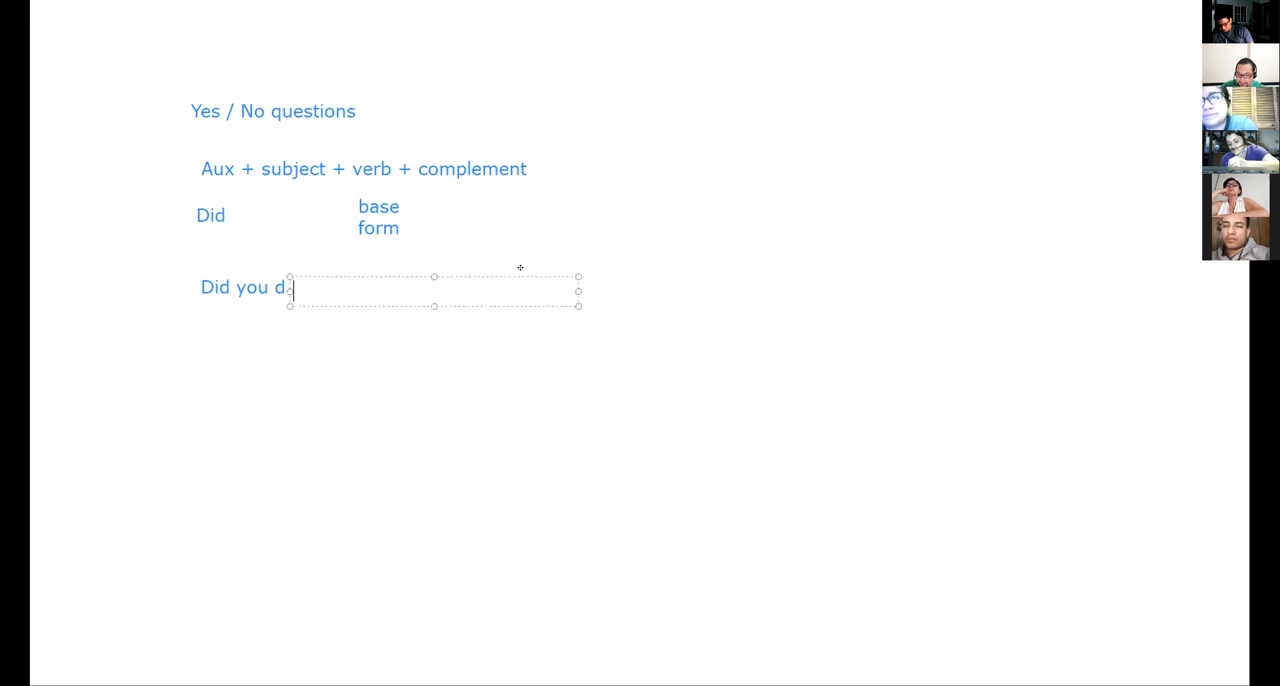 Yes / No questions
Aux + subject + verb + complement
Did
base
form
Did you d